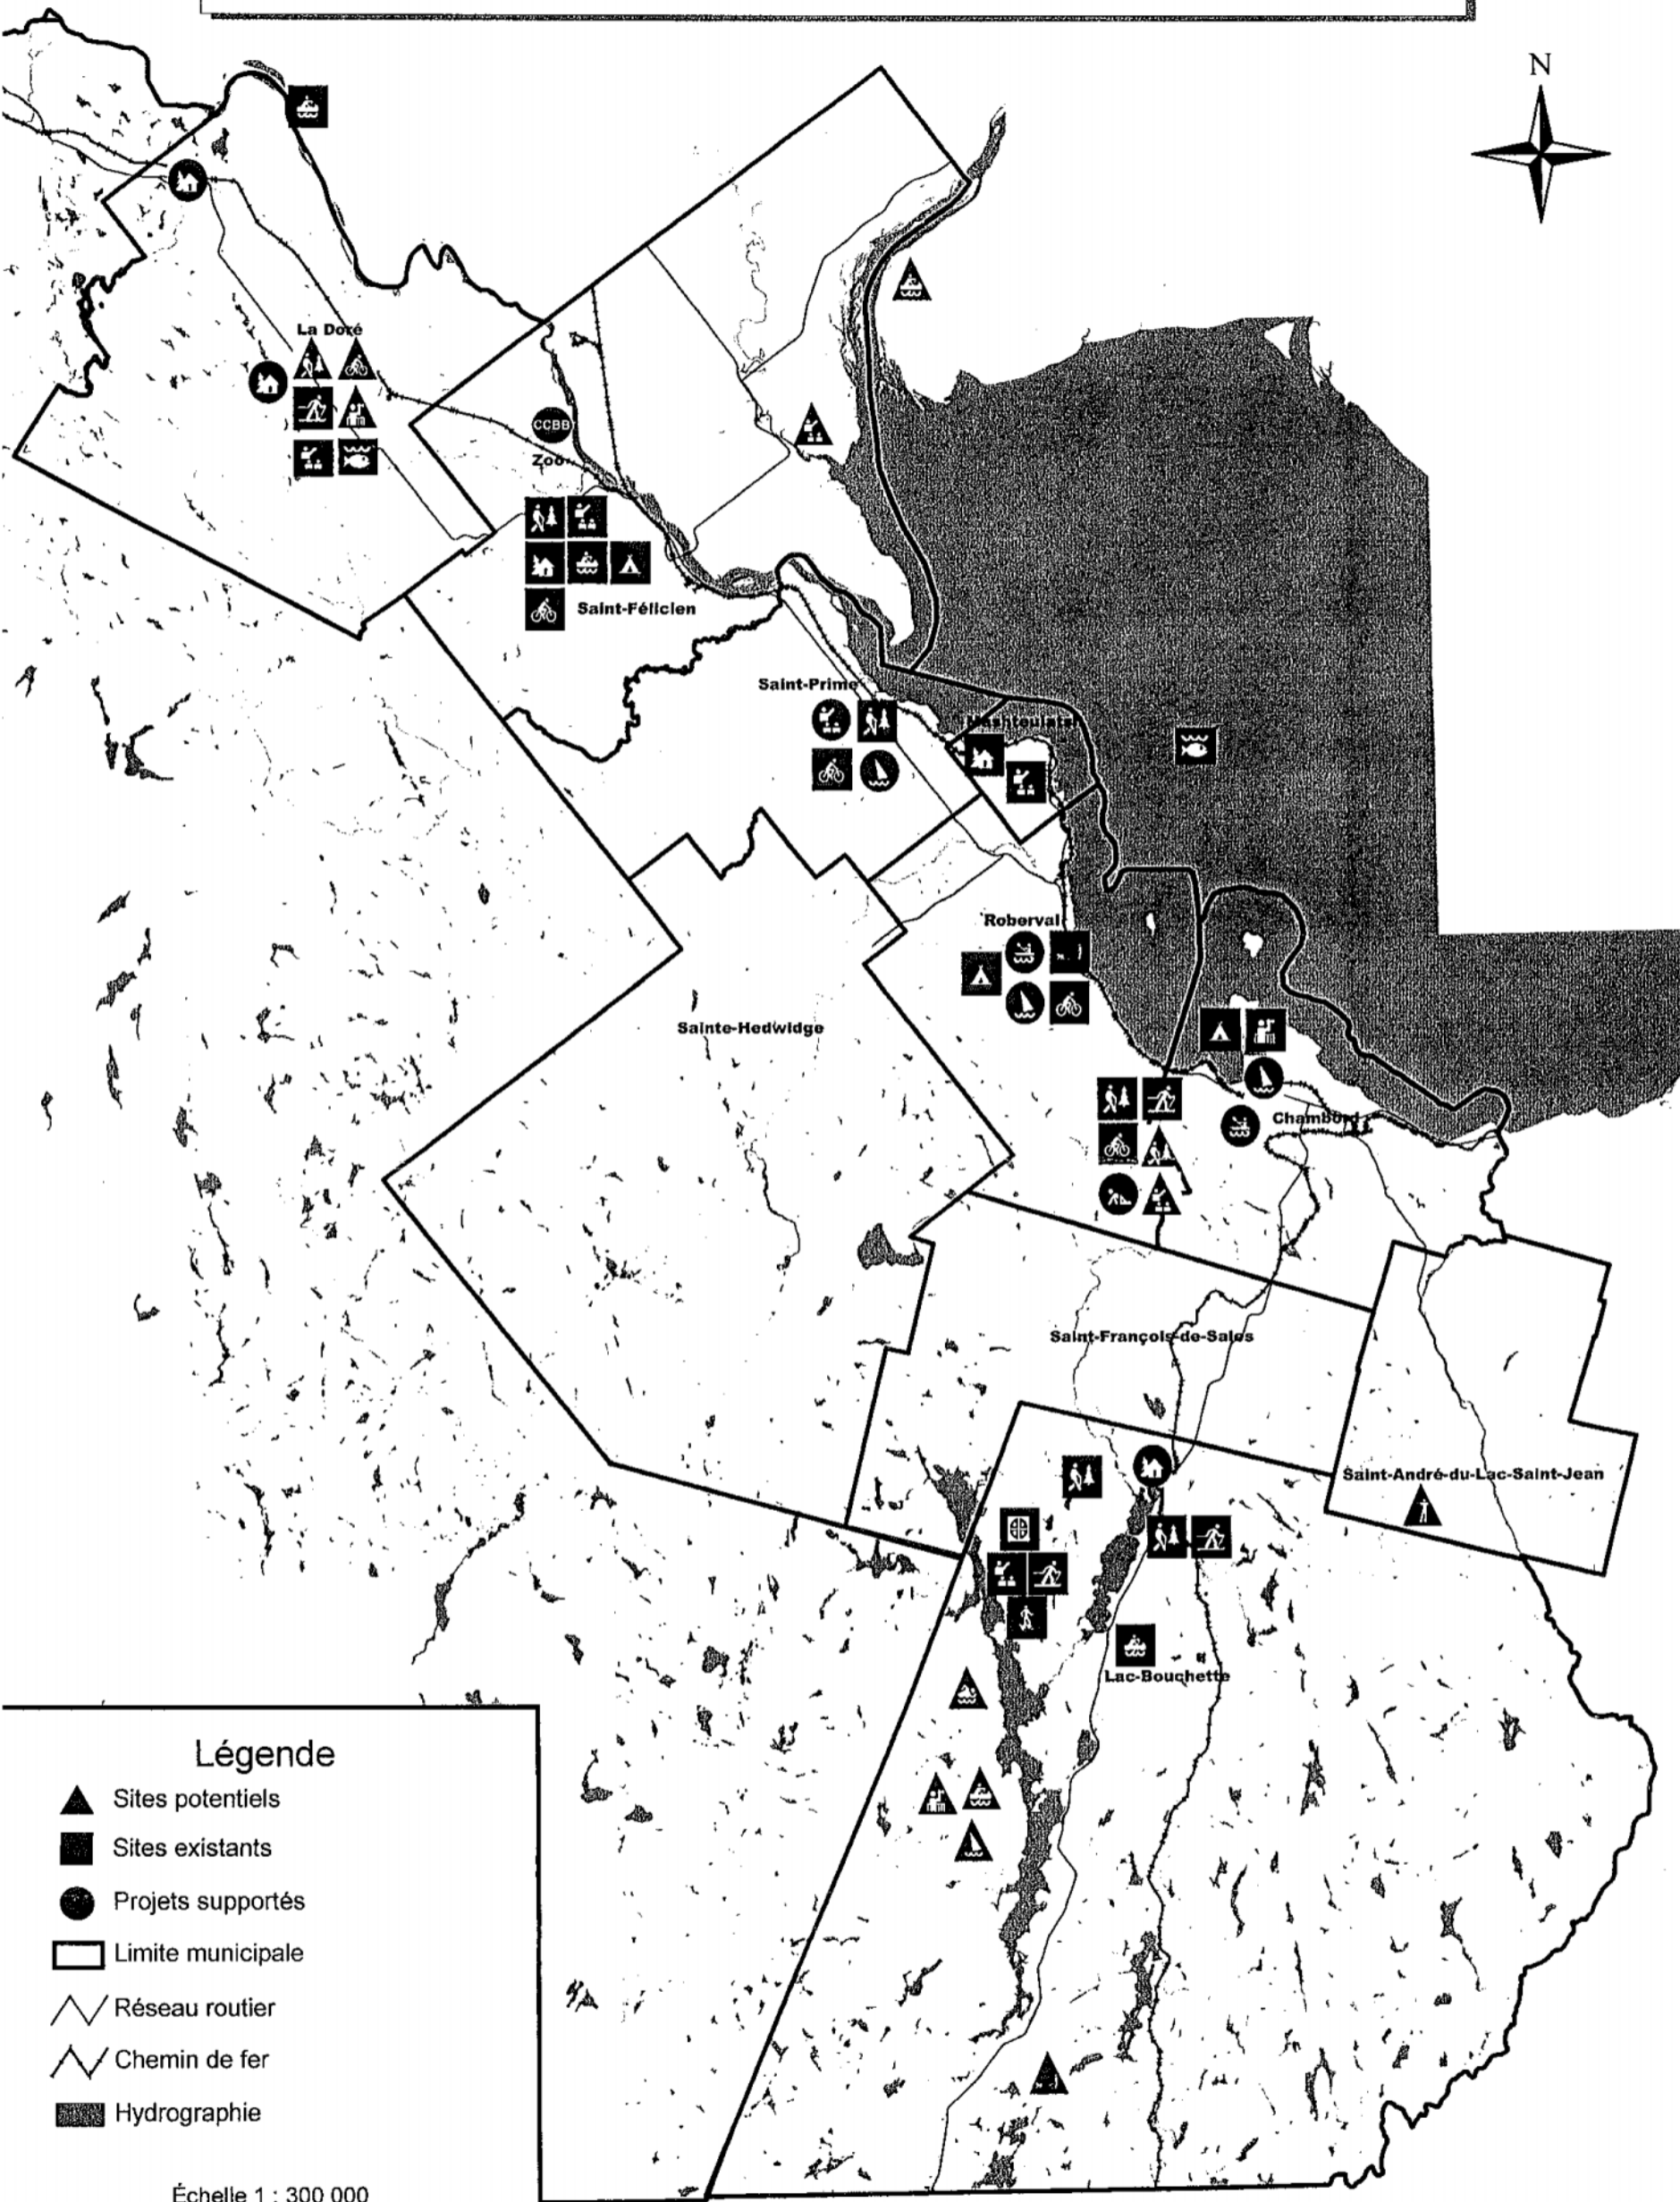 N
La Doré
CCBB
Zoo
Saint-Félicien
Saint-Prime
Mashteuiatsh
Roberval
Sainte-Hedwidge
Chambord
Saint-François-de-Sales
Saint-André-du-Lac-Saint-Jean
Lac-Bouchette
Légende
Sites potentiels
Sites existants
Projets supportés
Limite municipale
Réseau routier
Chemin de fer
Hydrographie
Échelle 1 : 300 000